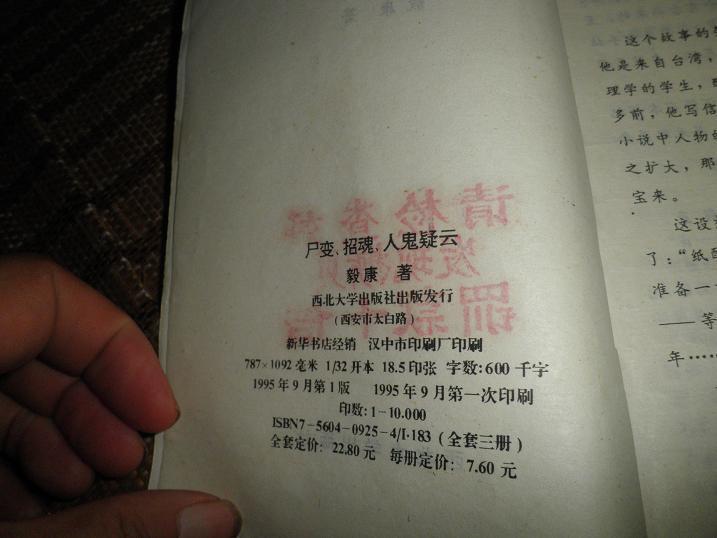 尸变、招魂、人鬼疑云
毅康 著
西北大学出版社出版发行
（西安市太白路）
新华书店经销 汉中市印刷厂印刷
787×1092 毫米 1/32 开本 18.5 印张 字数：600 千字
1995 年 9 月第 1 版 1995 年 9 月第一次印刷
印数：1-10.000
ISBN7-5604-0925-4/I·183（全套三册）
全套定价：22.80 元 每册定价：7.60 元
这个故事的
他是来自台湾，
理学的学生，
多前，他写信
小说中人物的
之扩大，那
宝来。
这设
了：“纸
准备一
——等
年……